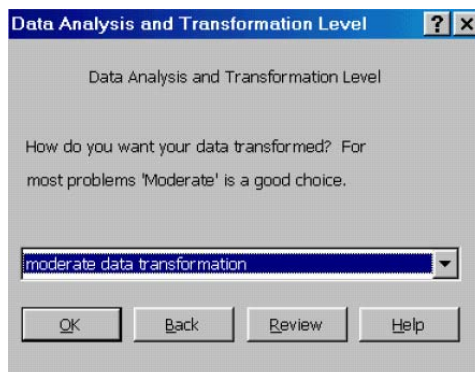 Data Analysis and Transformation Level ? ×
Data Analysis and Transformation Level
How do you want your data transformed? For
most problems 'Moderate' is a good choice.
moderate data transformation
OK Back Review Help